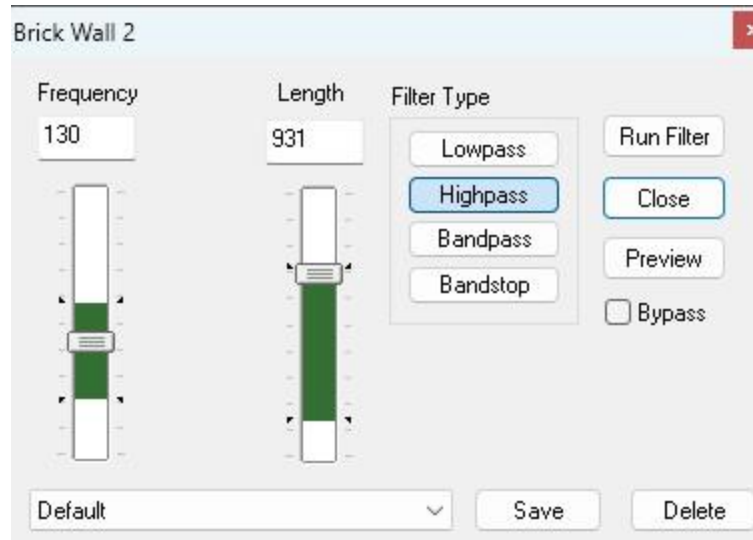 Brick Wall 2
Frequency
Length
Filter Type
130
931
Lowpass
Highpass
Bandpass
Bandstop
Run Filter
Close
Preview
Bypass
Default
Save
Delete